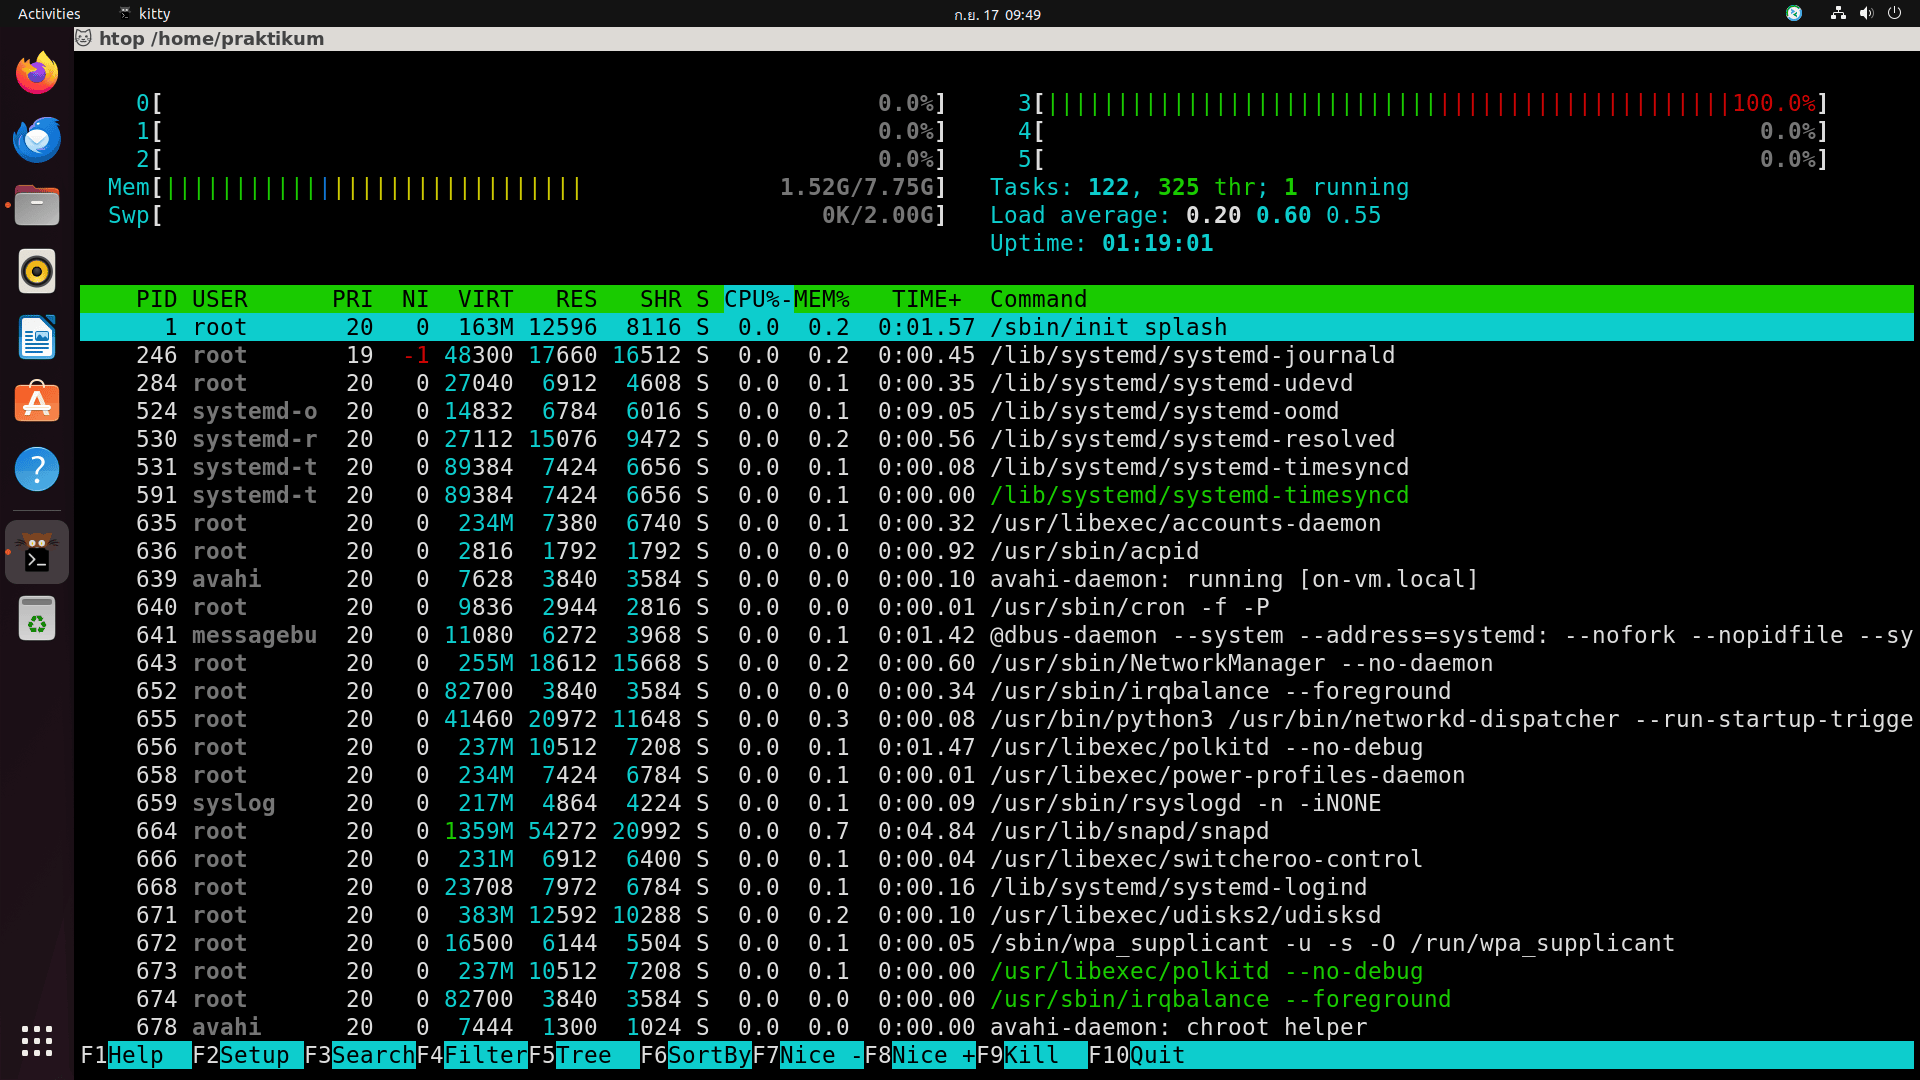 Activities kitty ก.ย. 17 09:49
htop /home/praktikum
0[ 0.0%] 3[||||||||||||||||||||||||||||||||||||||||||||||||||100.0%]
1[ 0.0%] 4[ 0.0%]
2[ 0.0%] 5[ 0.0%]
Mem[|||||||||||||||||||||||||||||| 1.52G/7.75G] Tasks: 122, 325 thr; 1 running
Swp[ 0K/2.00G] Load average: 0.20 0.60 0.55
Uptime: 01:19:01
PID USER PRI NI VIRT RES SHR S CPU%-MEM% TIME+ Command
1 root 20 0 163M 12596 8116 S 0.0 0.2 0:01.57 /sbin/init splash
246 root 19 -1 48300 17660 16512 S 0.0 0.2 0:00.45 /lib/systemd/systemd-journald
284 root 20 0 27040 6912 4608 S 0.0 0.1 0:00.35 /lib/systemd/systemd-udevd
524 systemd-o 20 0 14832 6784 6016 S 0.0 0.1 0:09.05 /lib/systemd/systemd-oomd
530 systemd-r 20 0 27112 15076 9472 S 0.0 0.2 0:00.56 /lib/systemd/systemd-resolved
531 systemd-t 20 0 89384 7424 6656 S 0.0 0.1 0:00.08 /lib/systemd/systemd-timesyncd
591 systemd-t 20 0 89384 7424 6656 S 0.0 0.1 0:00.00 /lib/systemd/systemd-timesyncd
635 root 20 0 234M 7380 6740 S 0.0 0.1 0:00.32 /usr/libexec/accounts-daemon
636 root 20 0 2816 1792 1792 S 0.0 0.0 0:00.92 /usr/sbin/acpid
639 avahi 20 0 7628 3840 3584 S 0.0 0.0 0:00.10 avahi-daemon: running [on-vm.local]
640 root 20 0 9836 2944 2816 S 0.0 0.0 0:00.01 /usr/sbin/cron -f -P
641 messagebu 20 0 11080 6272 3968 S 0.0 0.1 0:01.42 @dbus-daemon --system --address=systemd: --nofork --nopidfile --sy
643 root 20 0 255M 18612 15668 S 0.0 0.2 0:00.60 /usr/sbin/NetworkManager --no-daemon
652 root 20 0 82700 3840 3584 S 0.0 0.0 0:00.34 /usr/sbin/irqbalance --foreground
655 root 20 0 41460 20972 11648 S 0.0 0.3 0:00.08 /usr/bin/python3 /usr/bin/networkd-dispatcher --run-startup-trigge
656 root 20 0 237M 10512 7208 S 0.0 0.1 0:01.47 /usr/libexec/polkitd --no-debug
658 root 20 0 234M 7424 6784 S 0.0 0.1 0:00.01 /usr/libexec/power-profiles-daemon
659 syslog 20 0 217M 4864 4224 S 0.0 0.1 0:00.09 /usr/sbin/rsyslogd -n -iNONE
664 root 20 0 1359M 54272 20992 S 0.0 0.7 0:04.84 /usr/lib/snapd/snapd
666 root 20 0 231M 6912 6400 S 0.0 0.1 0:00.04 /usr/libexec/switcheroo-control
668 root 20 0 23708 7972 6784 S 0.0 0.1 0:00.16 /lib/systemd/systemd-logind
671 root 20 0 383M 12592 10288 S 0.0 0.2 0:00.10 /usr/libexec/udisks2/udisksd
672 root 20 0 16500 6144 5504 S 0.0 0.1 0:00.05 /sbin/wpa_supplicant -u -s -O /run/wpa_supplicant
673 root 20 0 237M 10512 7208 S 0.0 0.1 0:00.00 /usr/libexec/polkitd --no-debug
674 root 20 0 82700 3840 3584 S 0.0 0.0 0:00.00 /usr/sbin/irqbalance --foreground
678 avahi 20 0 7444 1300 1024 S 0.0 0.0 0:00.00 avahi-daemon: chroot helper
F1Help F2Setup F3SearchF4FilterF5Tree F6SortByF7Nice -F8Nice +F9Kill F10Quit